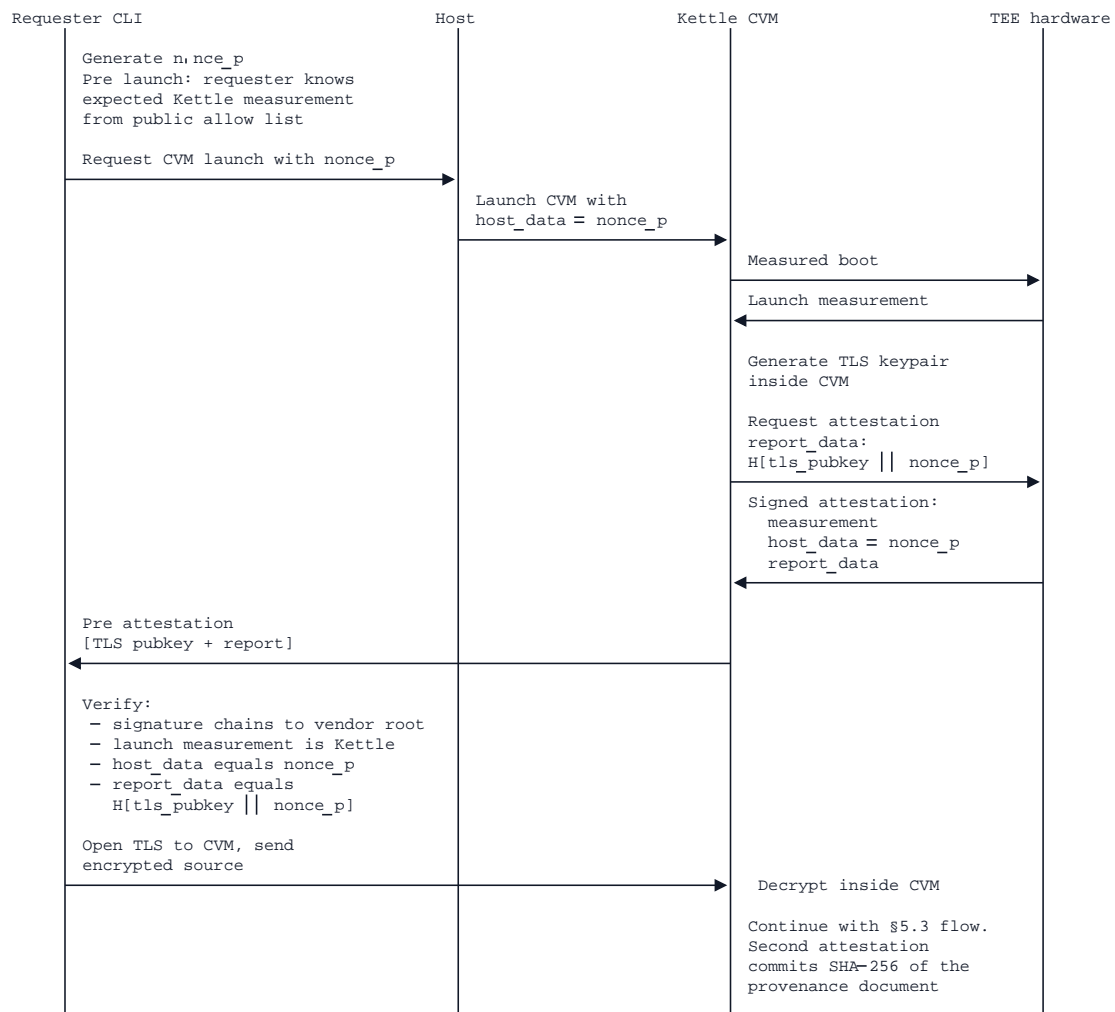 Requester CLI
Host
Kettle CVM
TEE hardware
Generate nonce_p
Pre launch: requester knows
expected Kettle measurement
from public allow list
Request CVM launch with nonce_p
Launch CVM with
host_data = nonce_p
Measured boot
Launch measurement
Generate TLS keypair
inside CVM
Request attestation
report_data:
H[tls_pubkey || nonce_p]
Signed attestation:
measurement
host_data = nonce_p
report_data
Pre attestation
[TLS pubkey + report]
Verify:
– signature chains to vendor root
– launch measurement is Kettle
– host_data equals nonce_p
– report_data equals
H[tls_pubkey || nonce_p]
Open TLS to CVM, send
encrypted source
Decrypt inside CVM
Continue with §5.3 flow.
Second attestation
commits SHA-256 of the
provenance document